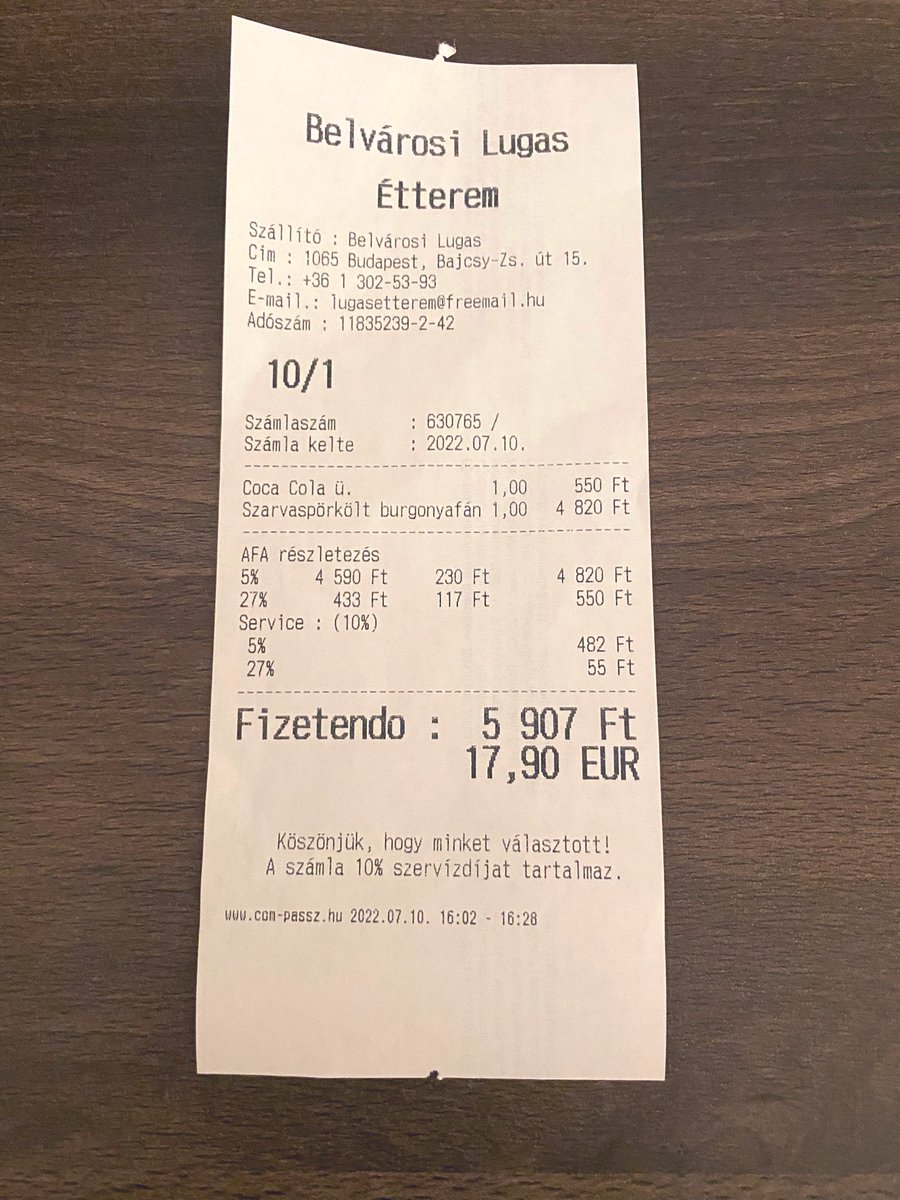 Belvárosi Lugas
Étterem
Szállító : Belvárosi Lugas
Cim : 1065 Budapest, Bajcsy-Zs. út 15.
Tel.: +36 1 302-53-93
E-mail.: lugasetterem@freemail.hu
Adószám : 11835239-2-42
10/1
Számlaszám : 630765 /
Számla kelte : 2022.07.10.
Coca Cola ü. 1,00 550 Ft
Szarvaspörkölt burgonyafán 1,00 4 820 Ft
AFA részletezés
5% 4 590 Ft 230 Ft 4 820 Ft
27% 433 Ft 117 Ft 550 Ft
Service : (10%)
5% 482 Ft
27% 55 Ft
Fizetendo : 5 907 Ft
17,90 EUR
Köszönjük, hogy minket választott!
A számla 10% szervízdíjat tartalmaz.
www.com-passz.hu 2022.07.10. 16:02 - 16:28